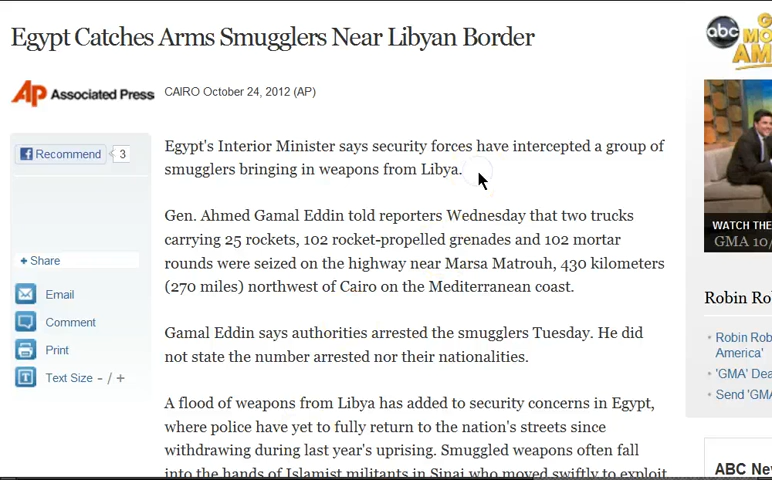 Egypt Catches Arms Smugglers Near Libyan Border
AP Associated Press
CAIRO October 24, 2012 (AP)
Recommend 3
+ Share
Email
Comment
Print
Text Size - / +
Egypt's Interior Minister says security forces have intercepted a group of
smugglers bringing in weapons from Libya.
Gen. Ahmed Gamal Eddin told reporters Wednesday that two trucks
carrying 25 rockets, 102 rocket-propelled grenades and 102 mortar
rounds were seized on the highway near Marsa Matrouh, 430 kilometers
(270 miles) northwest of Cairo on the Mediterranean coast.
Gamal Eddin says authorities arrested the smugglers Tuesday. He did
not state the number arrested nor their nationalities.
A flood of weapons from Libya has added to security concerns in Egypt,
where police have yet to fully return to the nation's streets since
withdrawing during last year's uprising. Smuggled weapons often fall
into the hands of Islamist militants in Sinai who moved swiftly to exploit
abc
WATCH THE
GMA 10/
Robin Ro
Robin Rob
America'
'GMA' Dea
Send 'GMA
ABC Ne